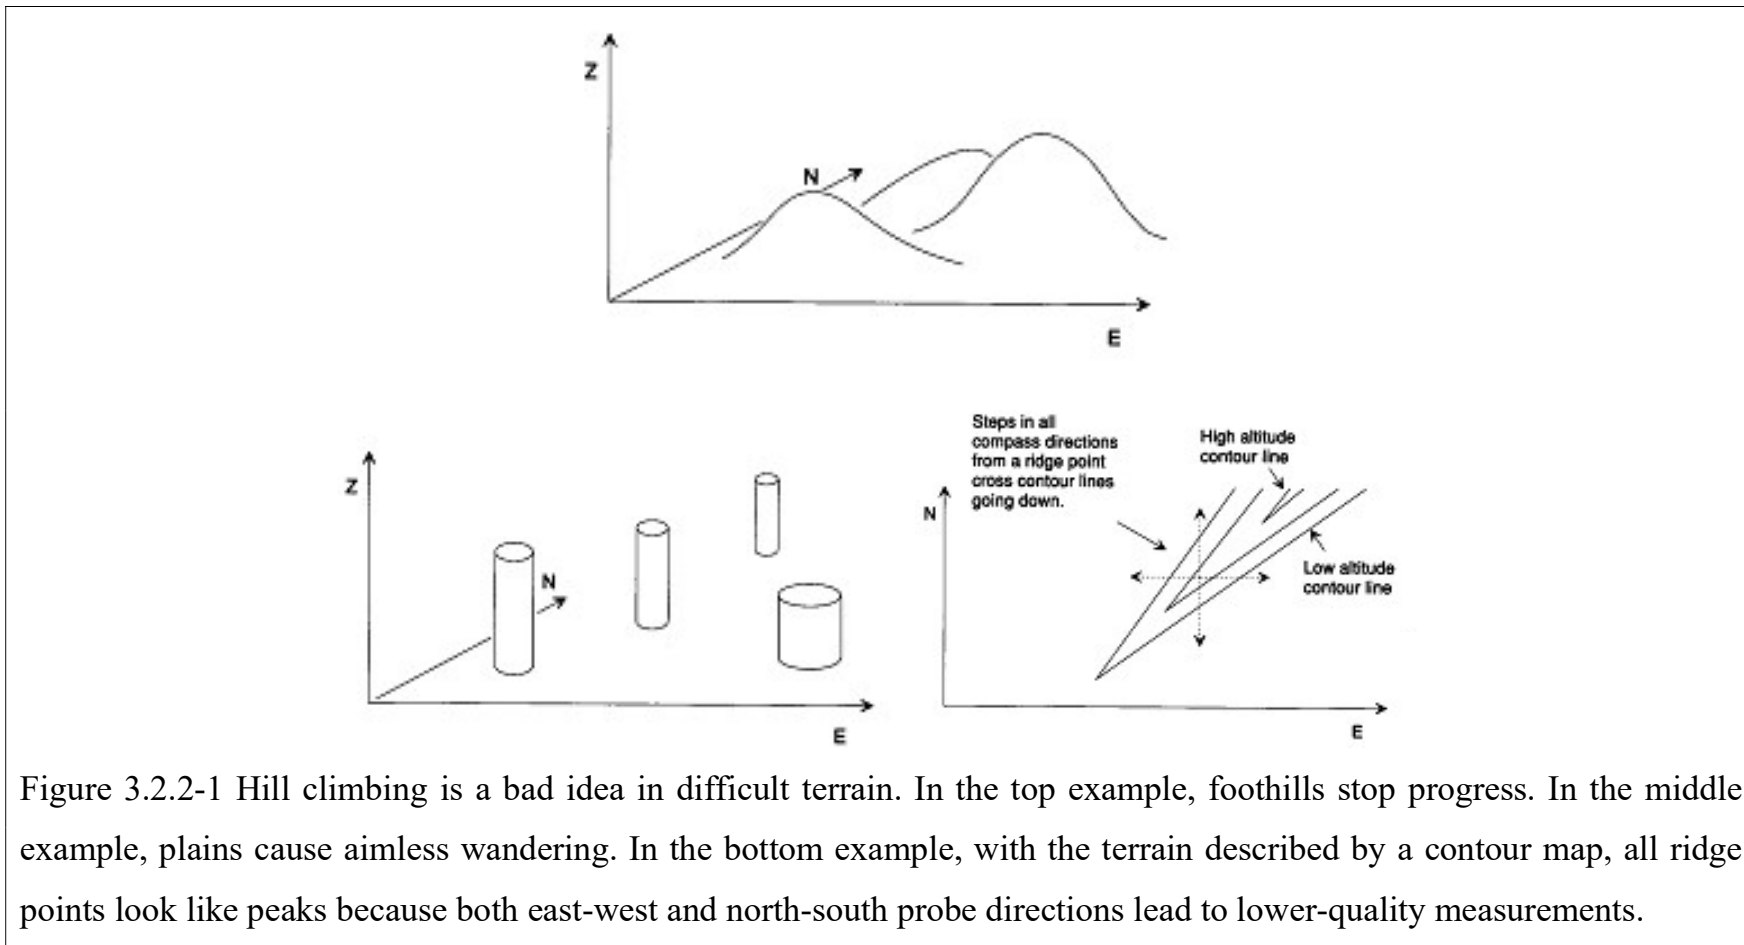 Z
N
E
Z
N
E
Steps in all
compass directions
from a ridge point
cross contour lines
going down.
High altitude
contour line
N
Low altitude
contour line
E
Figure 3.2.2-1 Hill climbing is a bad idea in difficult terrain. In the top example, foothills stop progress. In the middle
example, plains cause aimless wandering. In the bottom example, with the terrain described by a contour map, all ridge
points look like peaks because both east-west and north-south probe directions lead to lower-quality measurements.